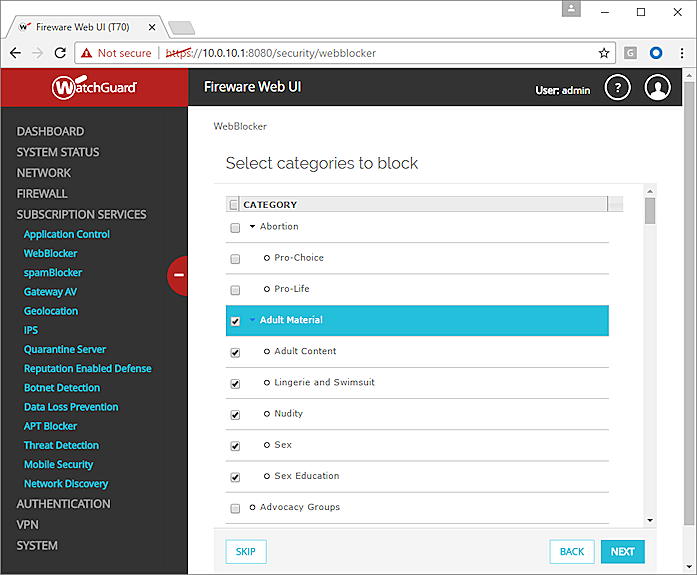 Fireware Web UI (T70)
Not secure | https://10.0.10.1:8080/security/webblocker
WatchGuard
Fireware Web UI
User: admin
?
DASHBOARD
SYSTEM STATUS
NETWORK
FIREWALL
SUBSCRIPTION SERVICES
Application Control
WebBlocker
spamBlocker
Gateway AV
Geolocation
IPS
Quarantine Server
Reputation Enabled Defense
Botnet Detection
Data Loss Prevention
APT Blocker
Threat Detection
Mobile Security
Network Discovery
AUTHENTICATION
VPN
SYSTEM
WebBlocker
Select categories to block
CATEGORY
Abortion
Pro-Choice
Pro-Life
Adult Material
Adult Content
Lingerie and Swimsuit
Nudity
Sex
Sex Education
Advocacy Groups
SKIP
BACK
NEXT